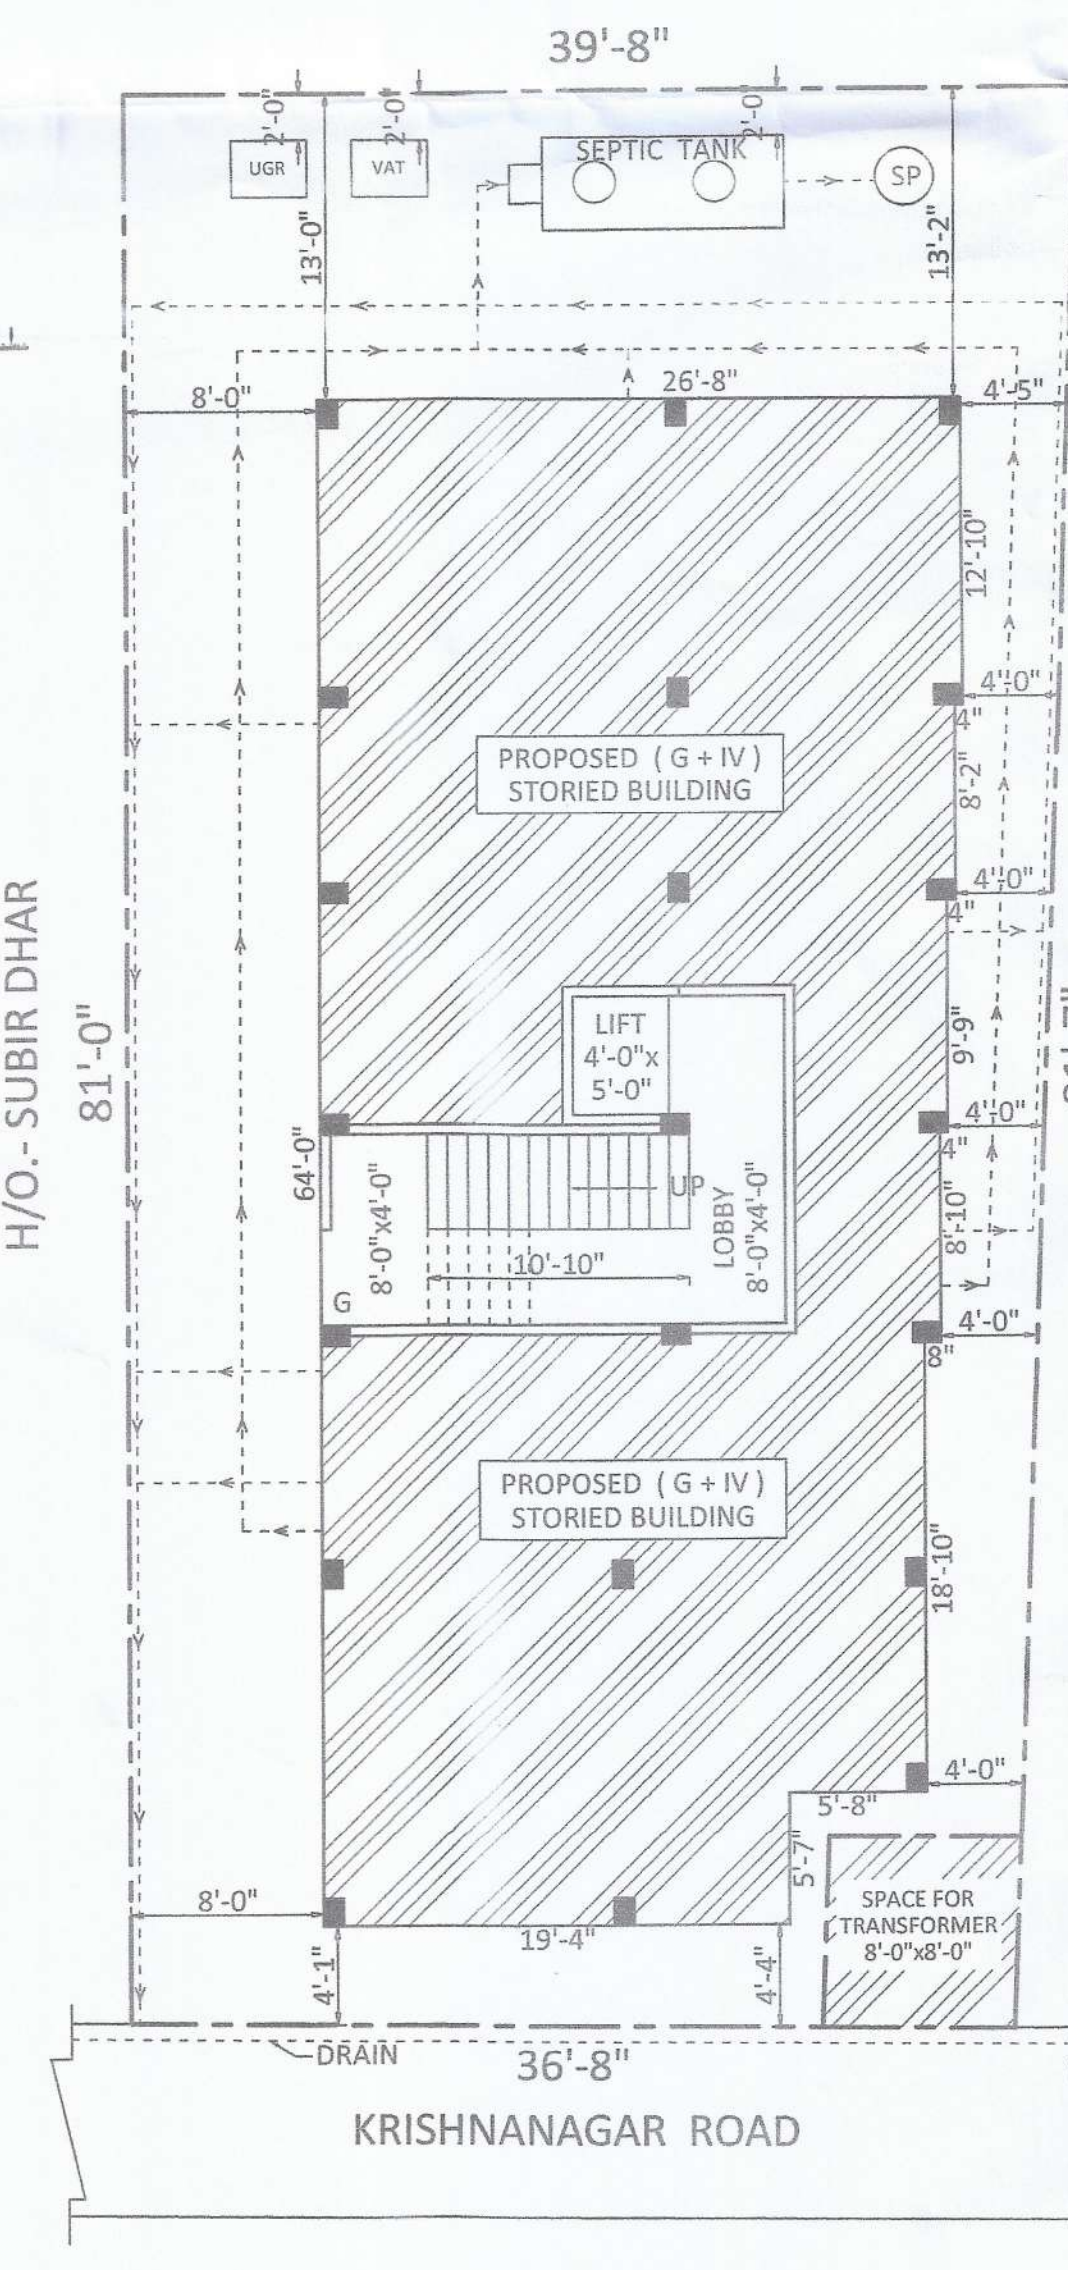 39'-8"
2'-0"
2'-0"
2'-0"
UGR
VAT
SEPTIC TANK
SP
13'-0"
13'-2"
8'-0"
26'-8"
4'-5"
12'-10"
4'-0"
4"
PROPOSED ( G + IV )
STORIED BUILDING
8'-2"
4'-0"
4"
H/O.- SUBIR DHAR
81'-0"
LIFT
4'-0"x
5'-0"
9'-9"
4'-0"
4"
64'-0"
8'-0"x4'-0"
UP
LOBBY
8'-0"x4'-0"
8'-10"
10'-10"
G
4'-0"
8"
PROPOSED ( G + IV )
STORIED BUILDING
18'-10"
4'-0"
5'-8"
5'-7"
SPACE FOR
TRANSFORMER
8'-0"x8'-0"
8'-0"
19'-4"
4'-1"
4'-4"
DRAIN
36'-8"
KRISHNANAGAR ROAD